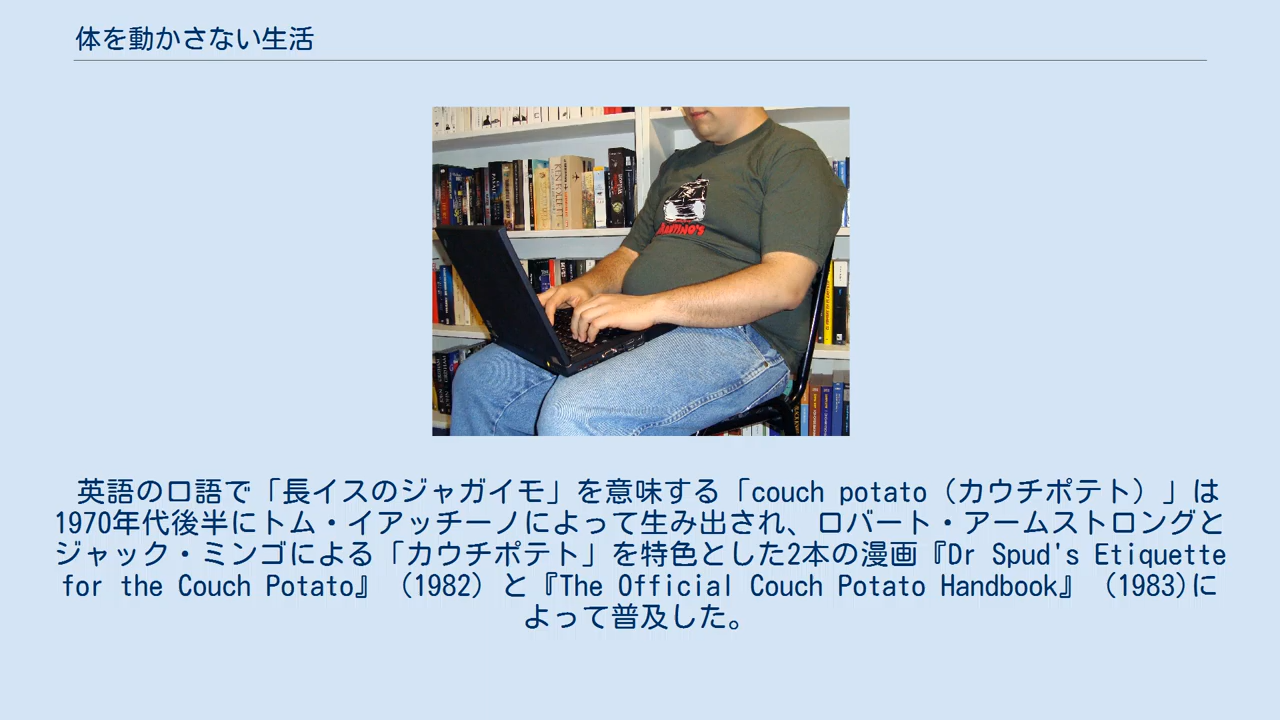 体を動かさない生活
英語の口語で「長イスのジャガイモ」を意味する「couch potato（カウチポテト）」は
1970年代後半にトム・イアッチーノによって生み出され、ロバート・アームストロングと
ジャック・ミンゴによる「カウチポテト」を特色とした2本の漫画『Dr Spud's Etiquette
for the Couch Potato』（1982）と『The Official Couch Potato Handbook』（1983)に
よって普及した。